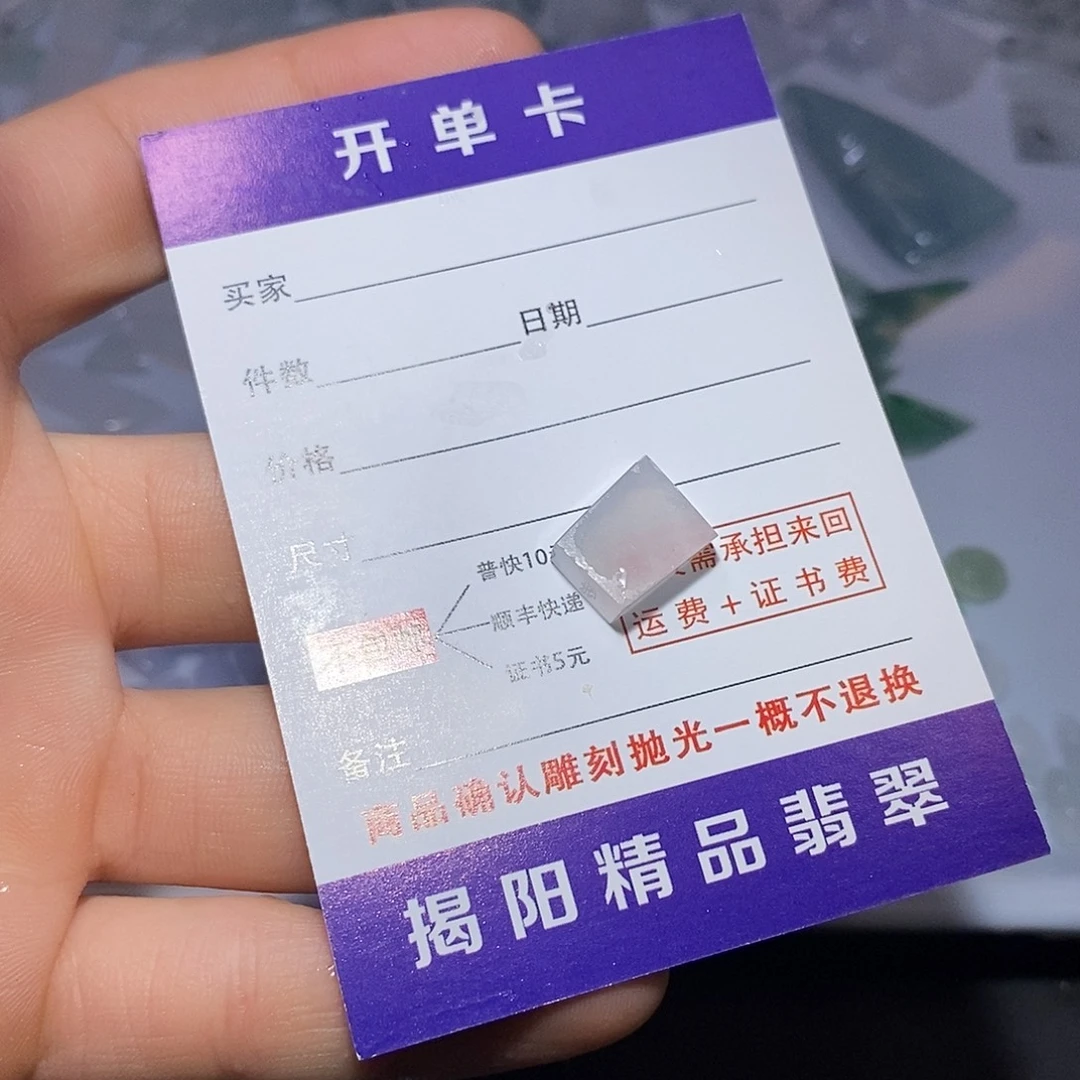 开单卡
买家
件数 日期
价格
尺寸
普快10
顺丰快递
证书5元
需承担来回
运费+证书费
备注
商品确认雕刻抛光一概不退换
揭阳精品翡翠